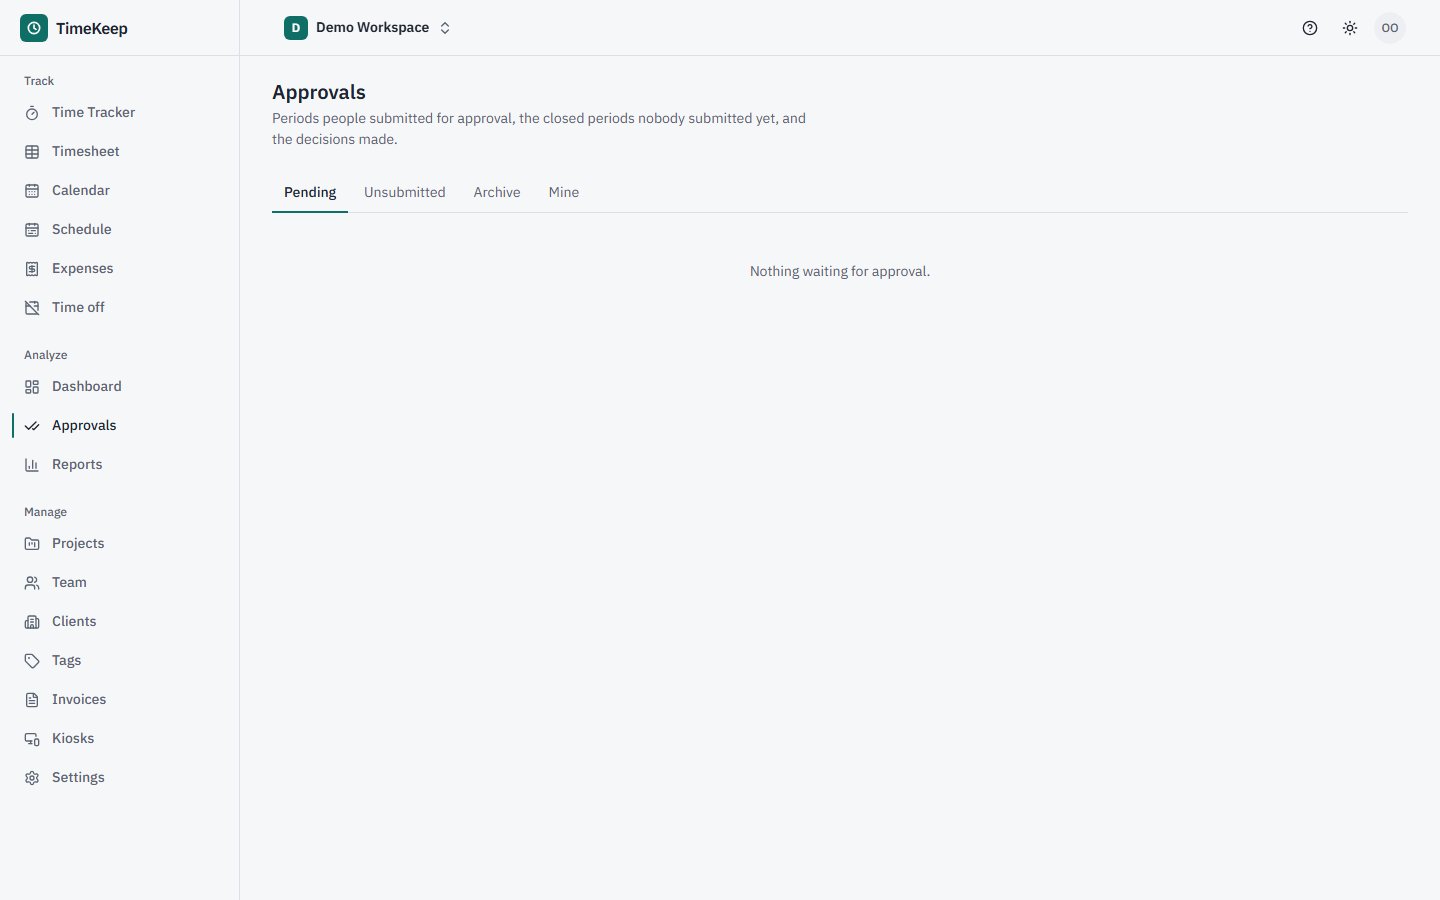 TimeKeep
D Demo Workspace
OO
Track
Time Tracker
Timesheet
Calendar
Schedule
Expenses
Time off
Analyze
Dashboard
Approvals
Reports
Manage
Projects
Team
Clients
Tags
Invoices
Kiosks
Settings
Approvals
Periods people submitted for approval, the closed periods nobody submitted yet, and
the decisions made.
Pending Unsubmitted Archive Mine
Nothing waiting for approval.